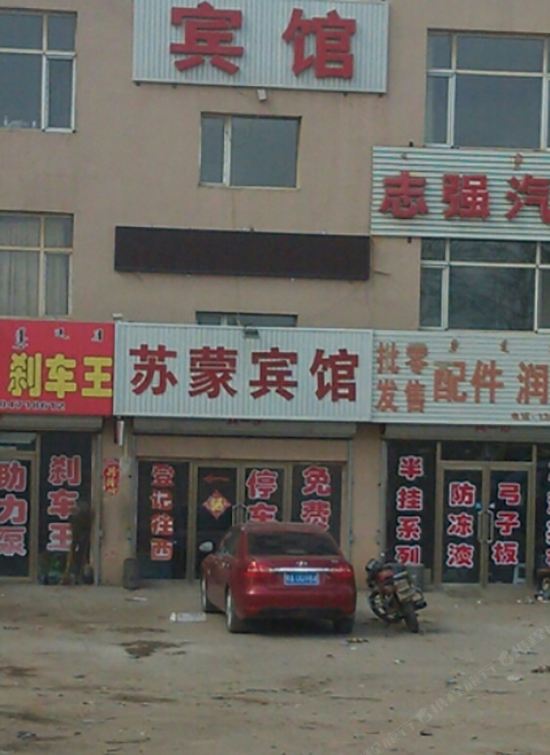 宾馆
志强汽
刹车王
苏蒙宾馆
批零
发售
配件 润
助力泵
刹车王
登记往西
停车
免费
半挂系列
防冻液
弓子板